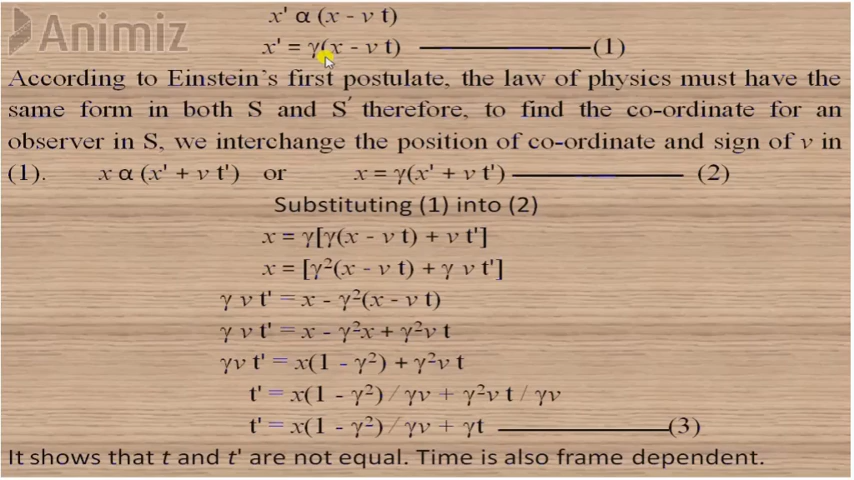 Animiz
x' α (x - v t)
x' = γ(x - v t) (1)
According to Einstein's first postulate, the law of physics must have the
same form in both S and S' therefore, to find the co-ordinate for an
observer in S, we interchange the position of co-ordinate and sign of v in
(1). x α (x' + v t') or x = γ(x' + v t') (2)
Substituting (1) into (2)
x = γ[γ(x - v t) + v t']
x = [γ²(x - v t) + γ v t']
γ v t' = x - γ²(x - v t)
γ v t' = x - γ²x + γ²v t
γv t' = x(1 - γ²) + γ²v t
t' = x(1 - γ²) / γv + γ²v t / γv
t' = x(1 - γ²) / γv + γt (3)
It shows that t and t' are not equal. Time is also frame dependent.